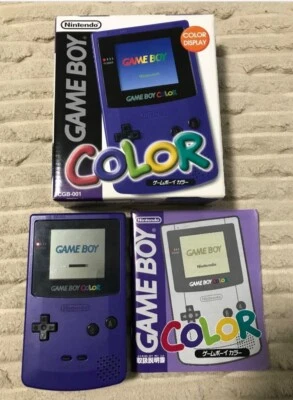 Nintendo
GAME BOY
COLOR
DISPLAY
GAME BOY
Nintendo
GAME BOY COLOR
COLOR
ゲームボーイカラー
CGB-001
GAME BOY
GAME BOY COLOR
Nintendo
GAME BOY
GAME BOY
Nintendo
COLOR
ゲームボーイカラー
取扱説明書